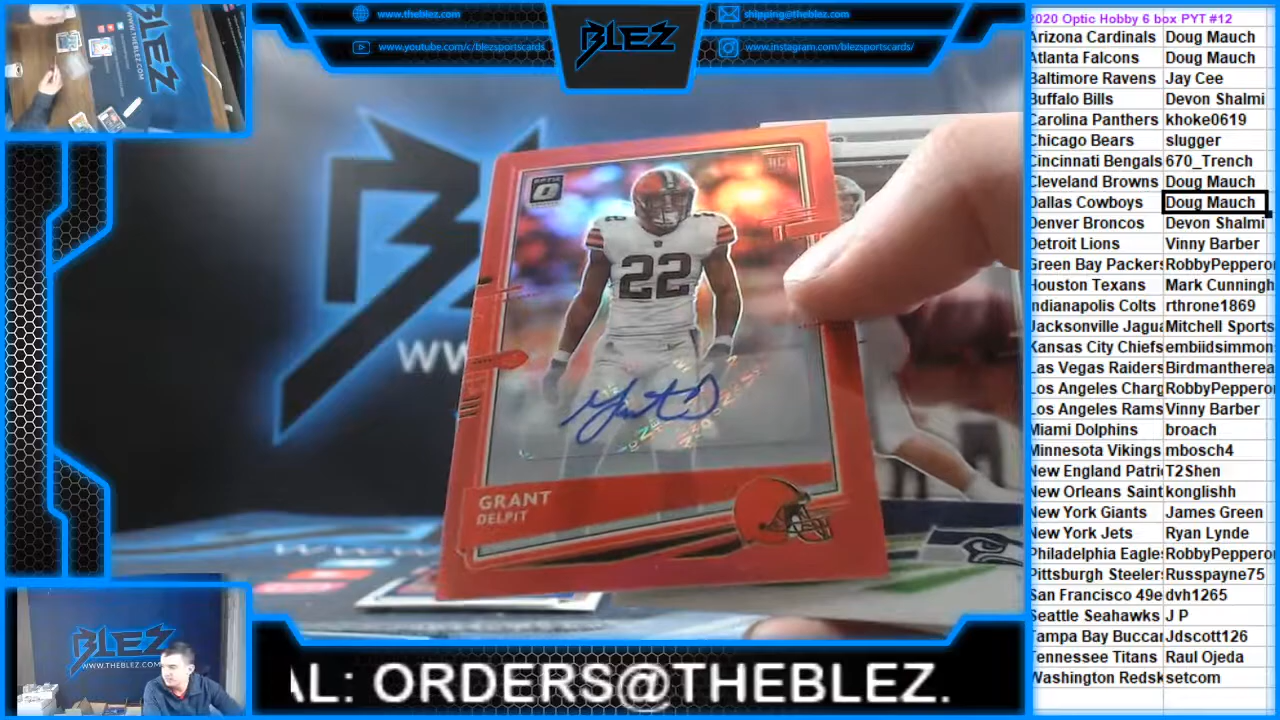 www.theblez.com
www.youtube.com/c/blezsportscards
BLEZ
shipping@theblez.com
www.instagram.com/blezsportscards/
OPTIC
RC
22
GRANT
DELPIT
BLEZ
WWW.THEBLEZ.COM
AL: ORDERS@THEBLEZ.
2020 Optic Hobby 6 box PYT #12
Arizona Cardinals Doug Mauch
Atlanta Falcons Doug Mauch
Baltimore Ravens Jay Cee
Buffalo Bills Devon Shalmi
Carolina Panthers khoke0619
Chicago Bears slugger
Cincinnati Bengals 670_Trench
Cleveland Browns Doug Mauch
Dallas Cowboys Doug Mauch
Denver Broncos Devon Shalmi
Detroit Lions Vinny Barber
Green Bay Packers RobbyPepperon
Houston Texans Mark Cunningh
Indianapolis Colts rthrone1869
Jacksonville Jagua Mitchell Sports
Kansas City Chiefs embiidsimmon
Las Vegas Raiders Birdmantherea
Los Angeles Charg RobbyPepperon
Los Angeles Rams Vinny Barber
Miami Dolphins broach
Minnesota Vikings mbosch4
New England Patri T2Shen
New Orleans Saint konglishh
New York Giants James Green
New York Jets Ryan Lynde
Philadelphia Eagle RobbyPepperon
Pittsburgh Steeler Russpayne75
San Francisco 49e dvh1265
Seattle Seahawks J P
Tampa Bay Buccar Jdscott126
Tennessee Titans Raul Ojeda
Washington Redsk setcom